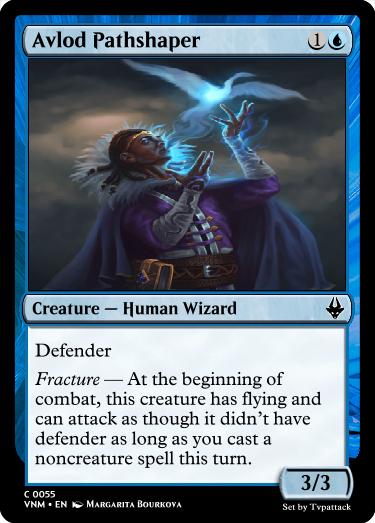 Avlod Pathshaper 1
Creature — Human Wizard
Defender
Fracture — At the beginning of
combat, this creature has flying and
can attack as though it didn't have
defender as long as you cast a
noncreature spell this turn.
3/3
C 0055
VNM • EN Margarita Bourkova
Set by Tvpattack